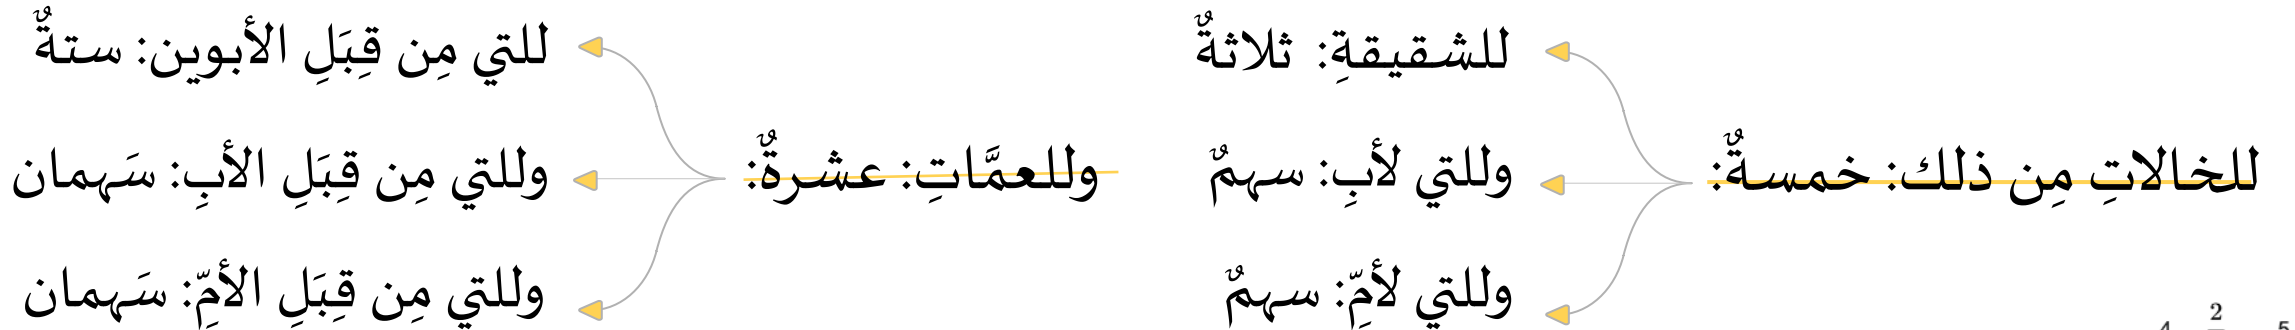 للخالاتِ مِن ذلك: خمسةٌ:
للشقيقةِ: ثلاثةٌ
وللتي لأبِ: سهمٌ
وللتي لأمِّ: سهمٌ
وللعمَّاتِ: عشرةٌ:
للتي مِن قِبَلِ الأبوين: ستةٌ
وللتي مِن قِبَلِ الأبِ: سَهمان
وللتي مِن قِبَلِ الأمِّ: سَهمان
2